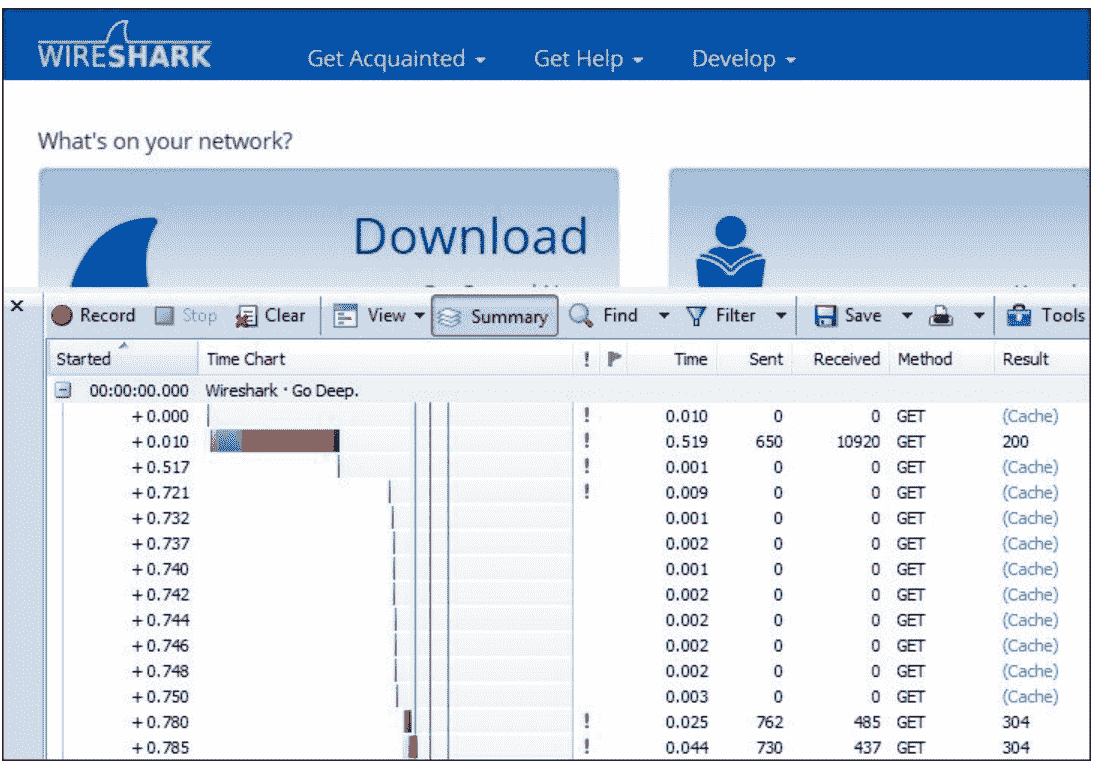 WIRESHARK Get Acquainted Get Help Develop
What's on your network?
Download
Record Stop Clear View Summary Find Filter Save Tools
Started Time Chart ! Time Sent Received Method Result
00:00:00.000 Wireshark · Go Deep.
+ 0.000 ! 0.010 0 0 GET (Cache)
+ 0.010 ! 0.519 650 10920 GET 200
+ 0.517 ! 0.001 0 0 GET (Cache)
+ 0.721 ! 0.009 0 0 GET (Cache)
+ 0.732 0.001 0 0 GET (Cache)
+ 0.737 0.002 0 0 GET (Cache)
+ 0.740 0.001 0 0 GET (Cache)
+ 0.742 0.002 0 0 GET (Cache)
+ 0.744 0.002 0 0 GET (Cache)
+ 0.746 0.002 0 0 GET (Cache)
+ 0.748 0.002 0 0 GET (Cache)
+ 0.750 0.003 0 0 GET (Cache)
+ 0.780 ! 0.025 762 485 GET 304
+ 0.785 ! 0.044 730 437 GET 304